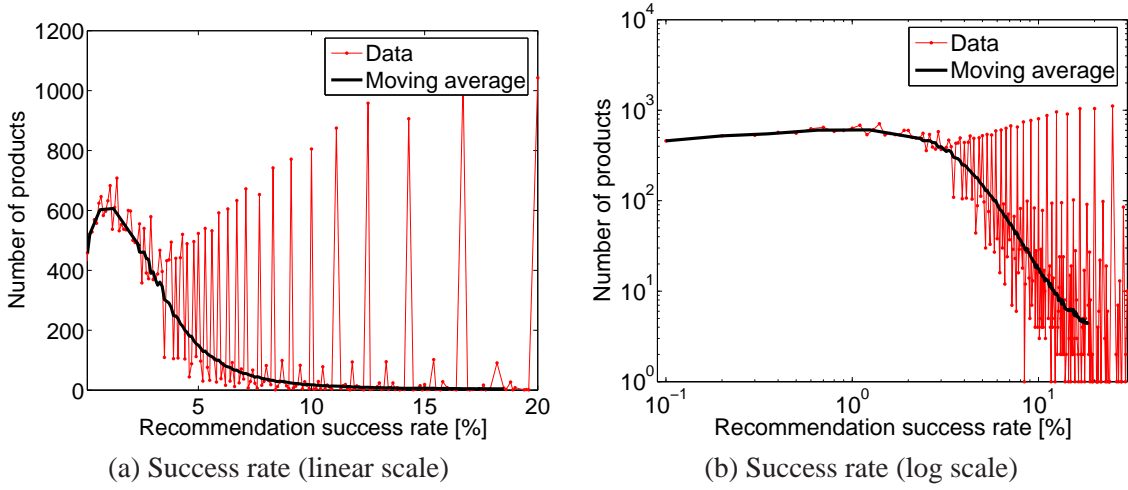 1200
1000
800
600
400
200
0
Number of products
5 10 15 20
Recommendation success rate [%]
Data
Moving average
(a) Success rate (linear scale)
10^4
10^3
10^2
10^1
10^0
Number of products
10^−1 10^0 10^1
Recommendation success rate [%]
Data
Moving average
(b) Success rate (log scale)